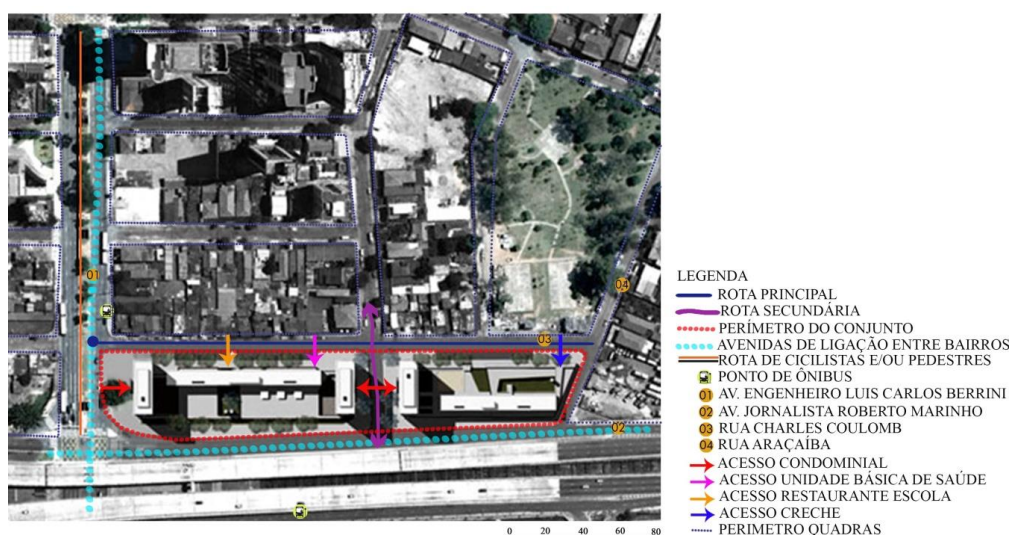 01
04
03
02
0 20 40 60 80
LEGENDA
ROTA PRINCIPAL
ROTA SECUNDÁRIA
PERÍMETRO DO CONJUNTO
AVENIDAS DE LIGAÇÃO ENTRE BAIRROS
ROTA DE CICILISTAS E/OU PEDESTRES
PONTO DE ÔNIBUS
01 AV. ENGENHEIRO LUIS CARLOS BERRINI
02 AV. JORNALISTA ROBERTO MARINHO
03 RUA CHARLES COULOMB
04 RUA ARAÇAÍBA
ACESSO CONDOMINIAL
ACESSO UNIDADE BÁSICA DE SAÚDE
ACESSO RESTAURANTE ESCOLA
ACESSO CRECHE
PERIMETRO QUADRAS